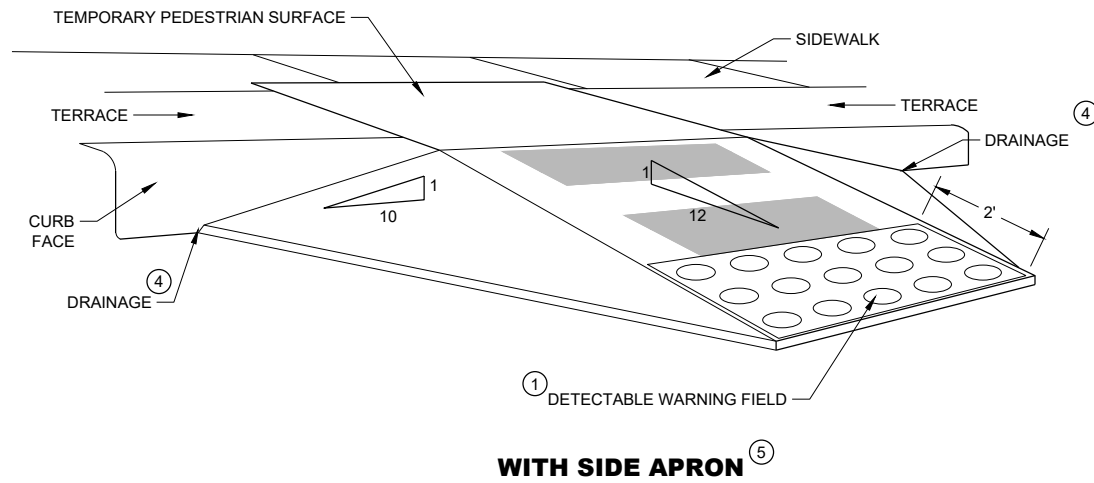 TEMPORARY PEDESTRIAN SURFACE
SIDEWALK
TERRACE
TERRACE
4
DRAINAGE
1
10
1
12
2'
CURB
FACE
4
DRAINAGE
1
DETECTABLE WARNING FIELD
WITH SIDE APRON 5